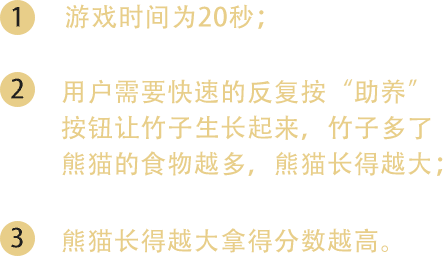 1 游戏时间为20秒；
2 用户需要快速的反复按“助养”
按钮让竹子生长起来，竹子多了
熊猫的食物越多，熊猫长得越大；
3 熊猫长得越大拿得分数越高。